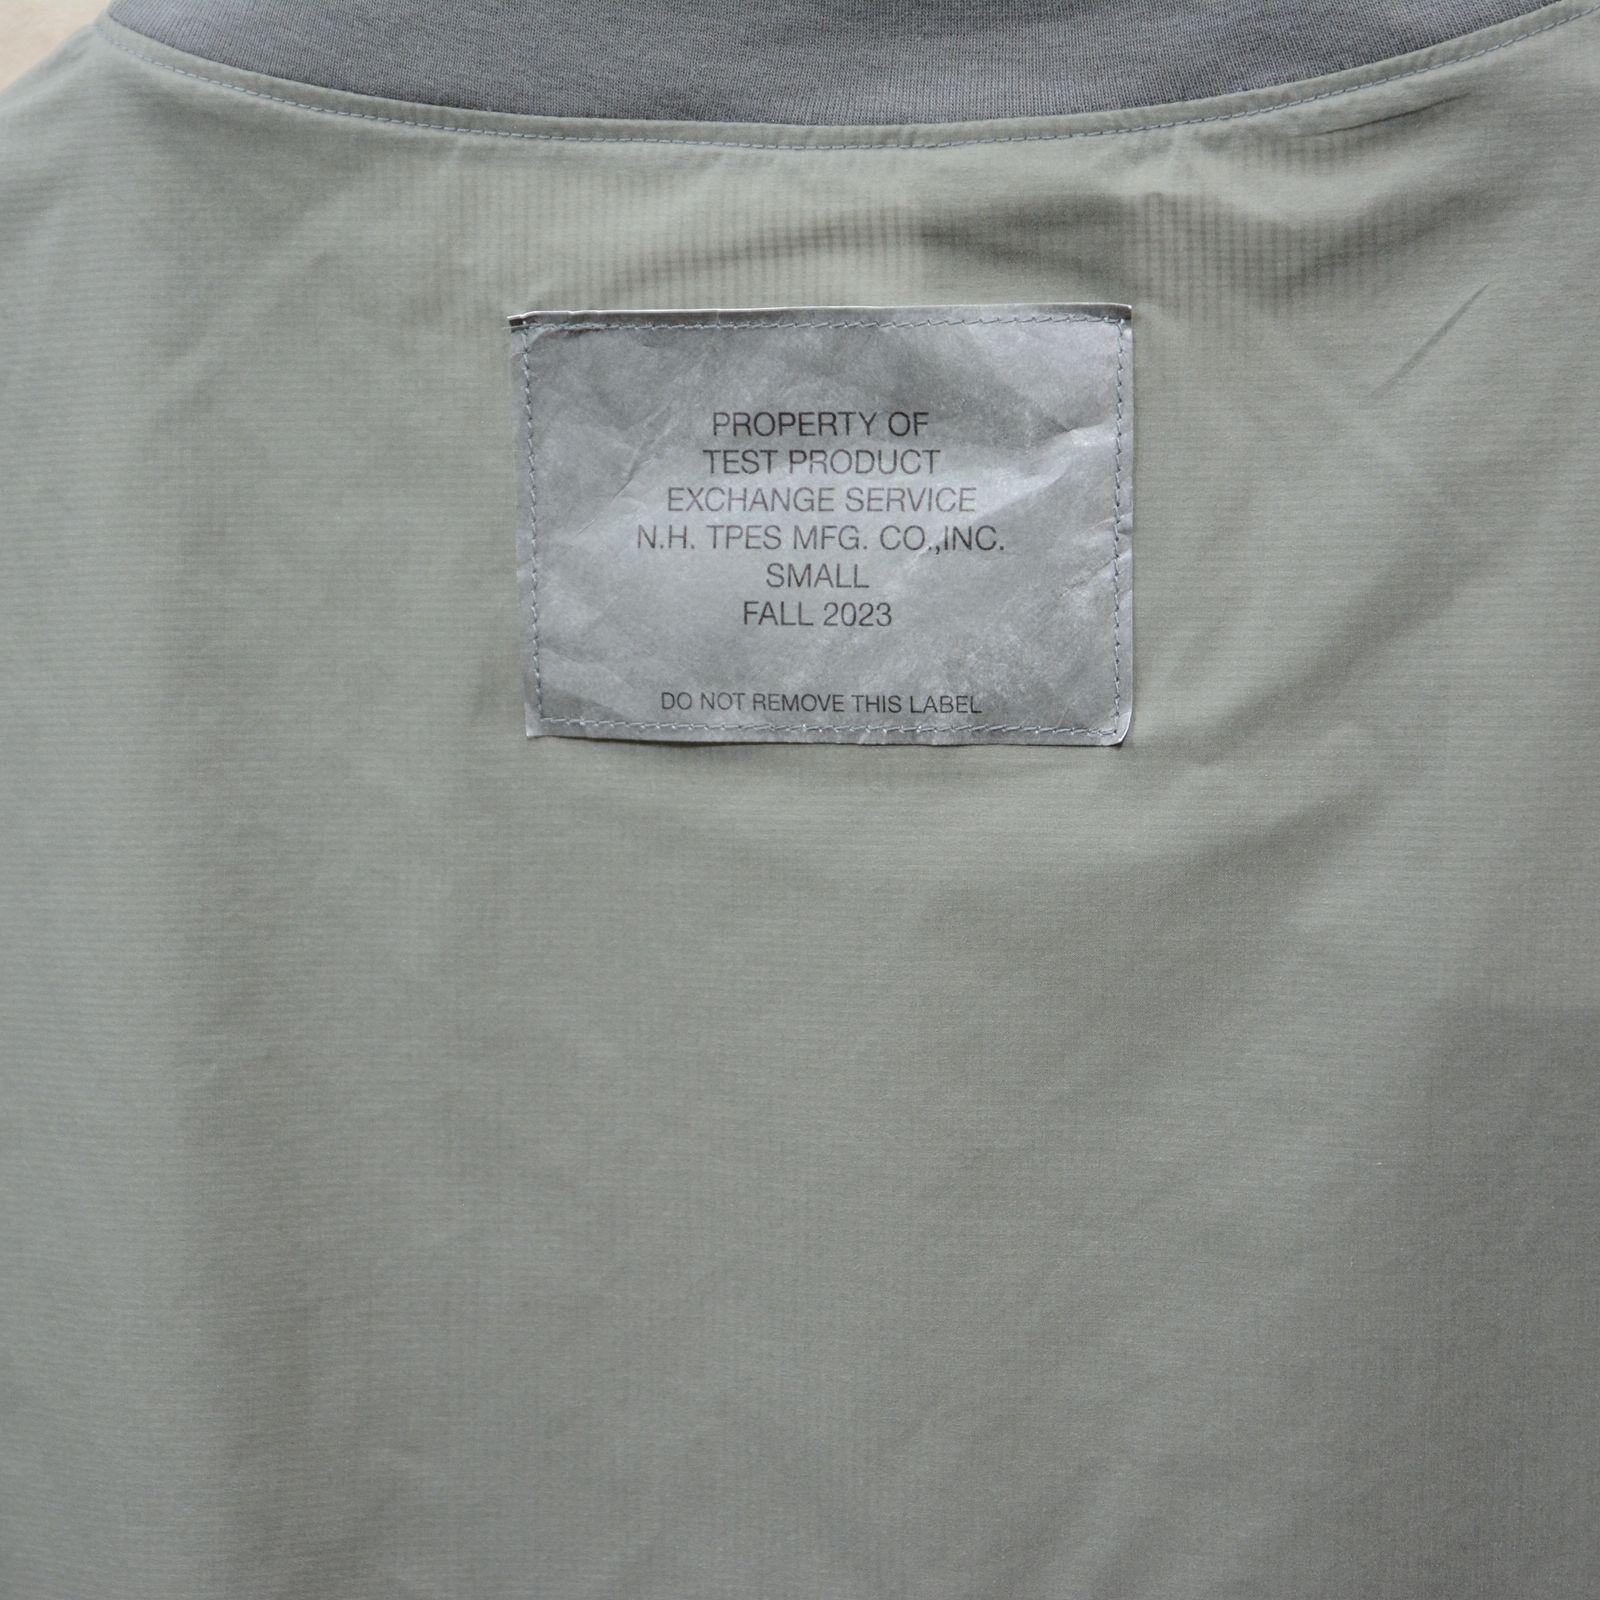 PROPERTY OF
TEST PRODUCT
EXCHANGE SERVICE
N.H. TPES MFG. CO.,INC.
SMALL
FALL 2023
DO NOT REMOVE THIS LABEL